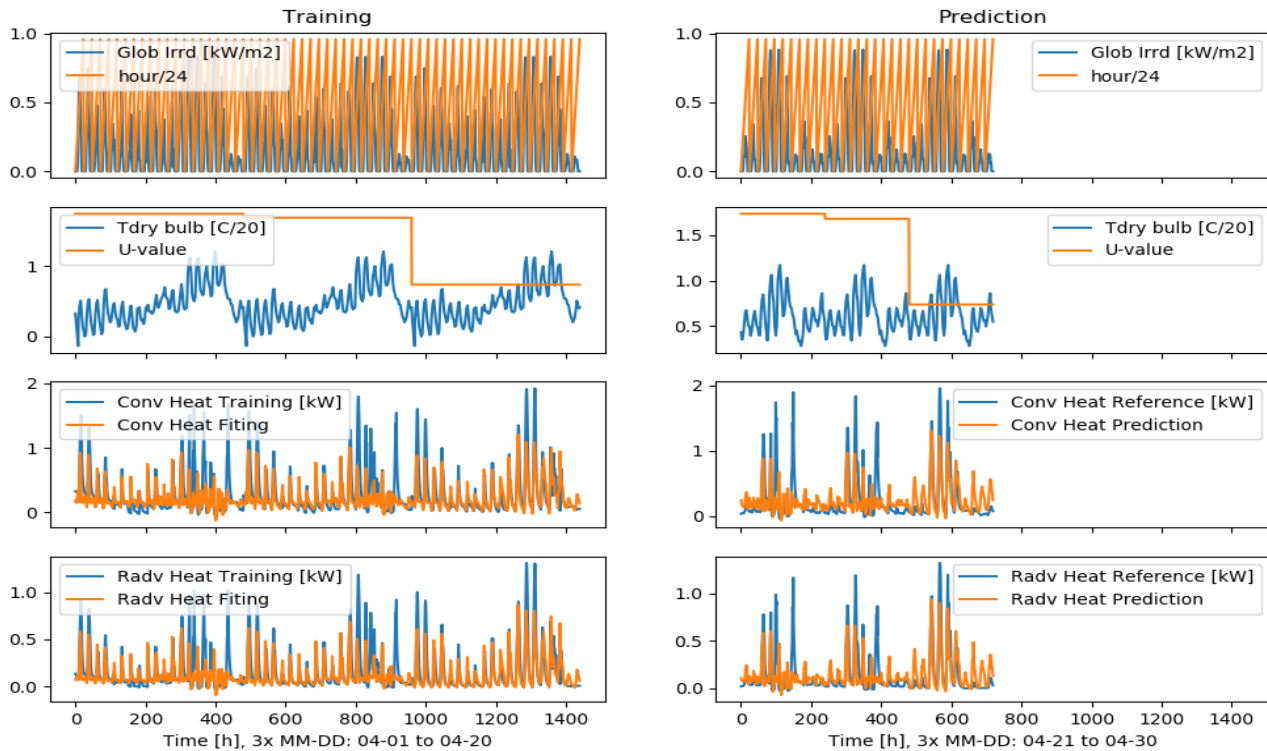 Training
Prediction
1.0
0.5
0.0
Glob Irrd [kW/m2]
hour/24
1.0
0.5
0.0
Glob Irrd [kW/m2]
hour/24
1
0
Tdry bulb [C/20]
U-value
1.5
1.0
0.5
Tdry bulb [C/20]
U-value
2
1
0
Conv Heat Training [kW]
Conv Heat Fiting
2
1
0
Conv Heat Reference [kW]
Conv Heat Prediction
1.0
0.5
0.0
Radv Heat Training [kW]
Radv Heat Fiting
1.0
0.5
0.0
Radv Heat Reference [kW]
Radv Heat Prediction
0 200 400 600 800 1000 1200 1400
0 200 400 600 800 1000 1200 1400
Time [h], 3x MM-DD: 04-01 to 04-20
Time [h], 3x MM-DD: 04-21 to 04-30